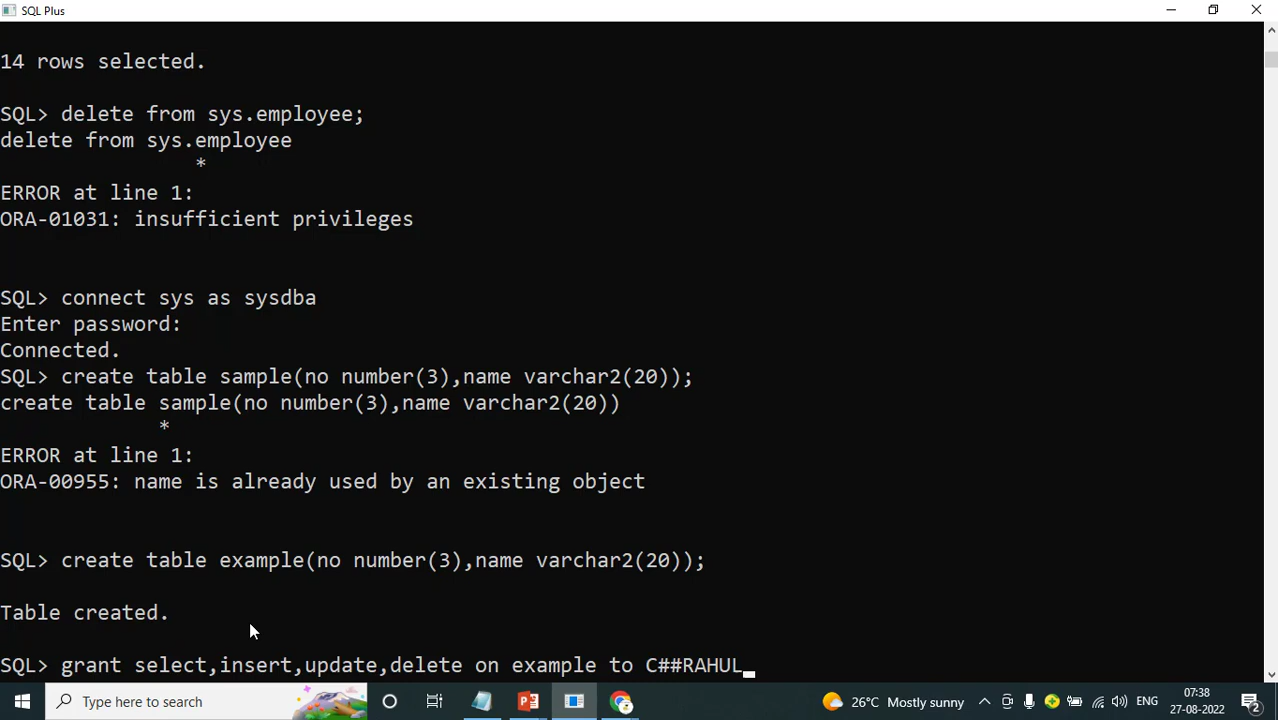 SQL Plus
14 rows selected.
SQL> delete from sys.employee;
delete from sys.employee
*
ERROR at line 1:
ORA-01031: insufficient privileges
SQL> connect sys as sysdba
Enter password:
Connected.
SQL> create table sample(no number(3),name varchar2(20));
create table sample(no number(3),name varchar2(20))
*
ERROR at line 1:
ORA-00955: name is already used by an existing object
SQL> create table example(no number(3),name varchar2(20));
Table created.
SQL> grant select,insert,update,delete on example to C##RAHUL_
Type here to search
26°C Mostly sunny
ENG
07:38
27-08-2022
2